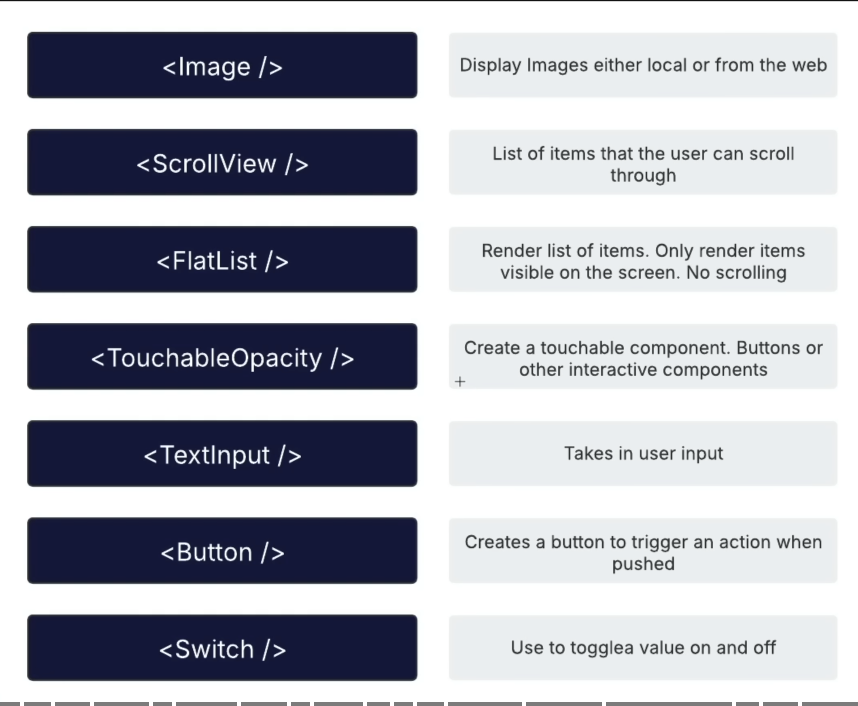 <Image />
Display Images either local or from the web
<ScrollView />
List of items that the user can scroll
through
<FlatList />
Render list of items. Only render items
visible on the screen. No scrolling
<TouchableOpacity />
Create a touchable component. Buttons or
other interactive components
<TextInput />
Takes in user input
<Button />
Creates a button to trigger an action when
pushed
<Switch />
Use to togglea value on and off